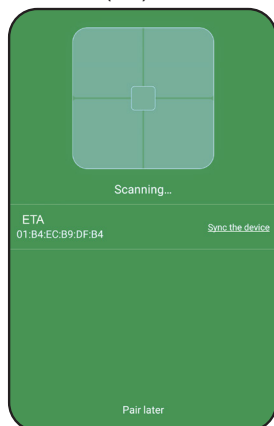 Scanning...
ETA
01:B4:EC:B9:DF:B4
Sync the device
Pair later